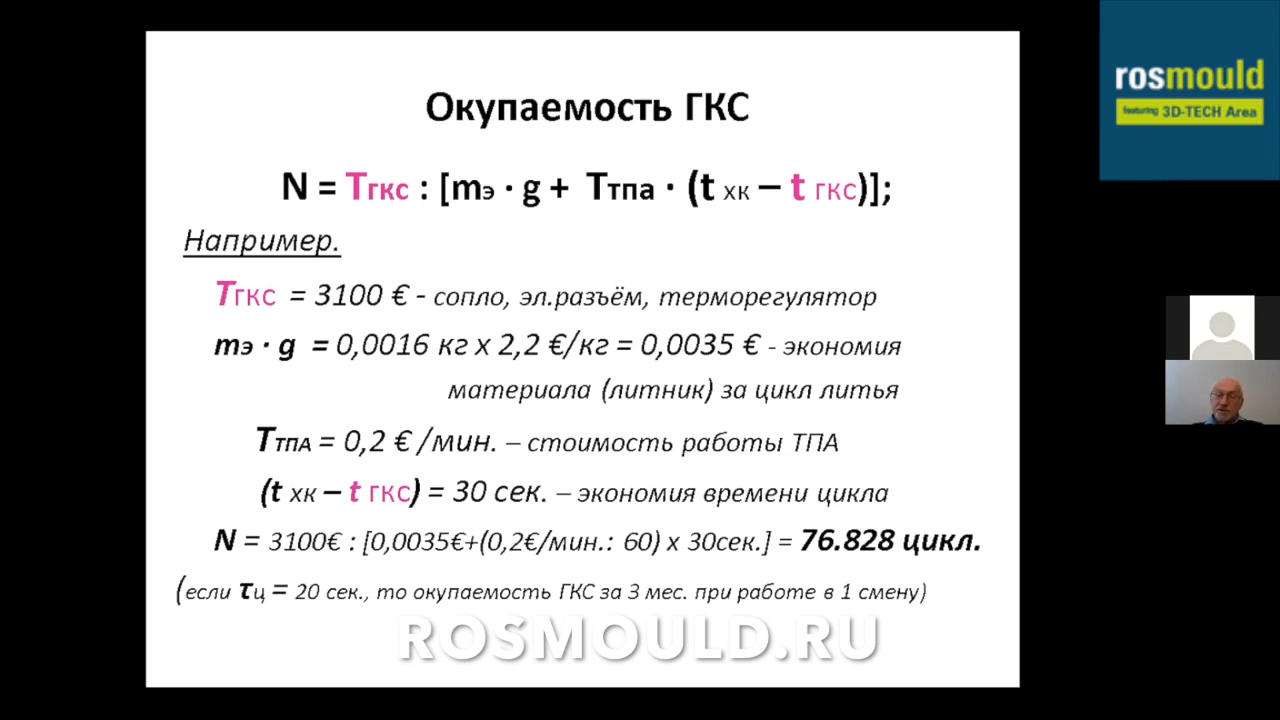 Окупаемость ГКС
N = Тгкс : [mэ · g + Ттпа · (t хк – t гкс)];
Например.
Тгкс = 3100 € - сопло, эл.разъём, терморегулятор
mэ · g = 0,0016 кг х 2,2 €/кг = 0,0035 € - экономия
материала (литник) за цикл литья
ТТПА = 0,2 € /мин. – стоимость работы ТПА
(t хк – t гкс) = 30 сек. – экономия времени цикла
N = 3100€ : [0,0035€+(0,2€/мин.: 60) х 30сек.] = 76.828 цикл.
(если τц = 20 сек., то окупаемость ГКС за 3 мес. при работе в 1 смену)
ROSMOULD.RU
rosmould
featuring 3D-TECH Area